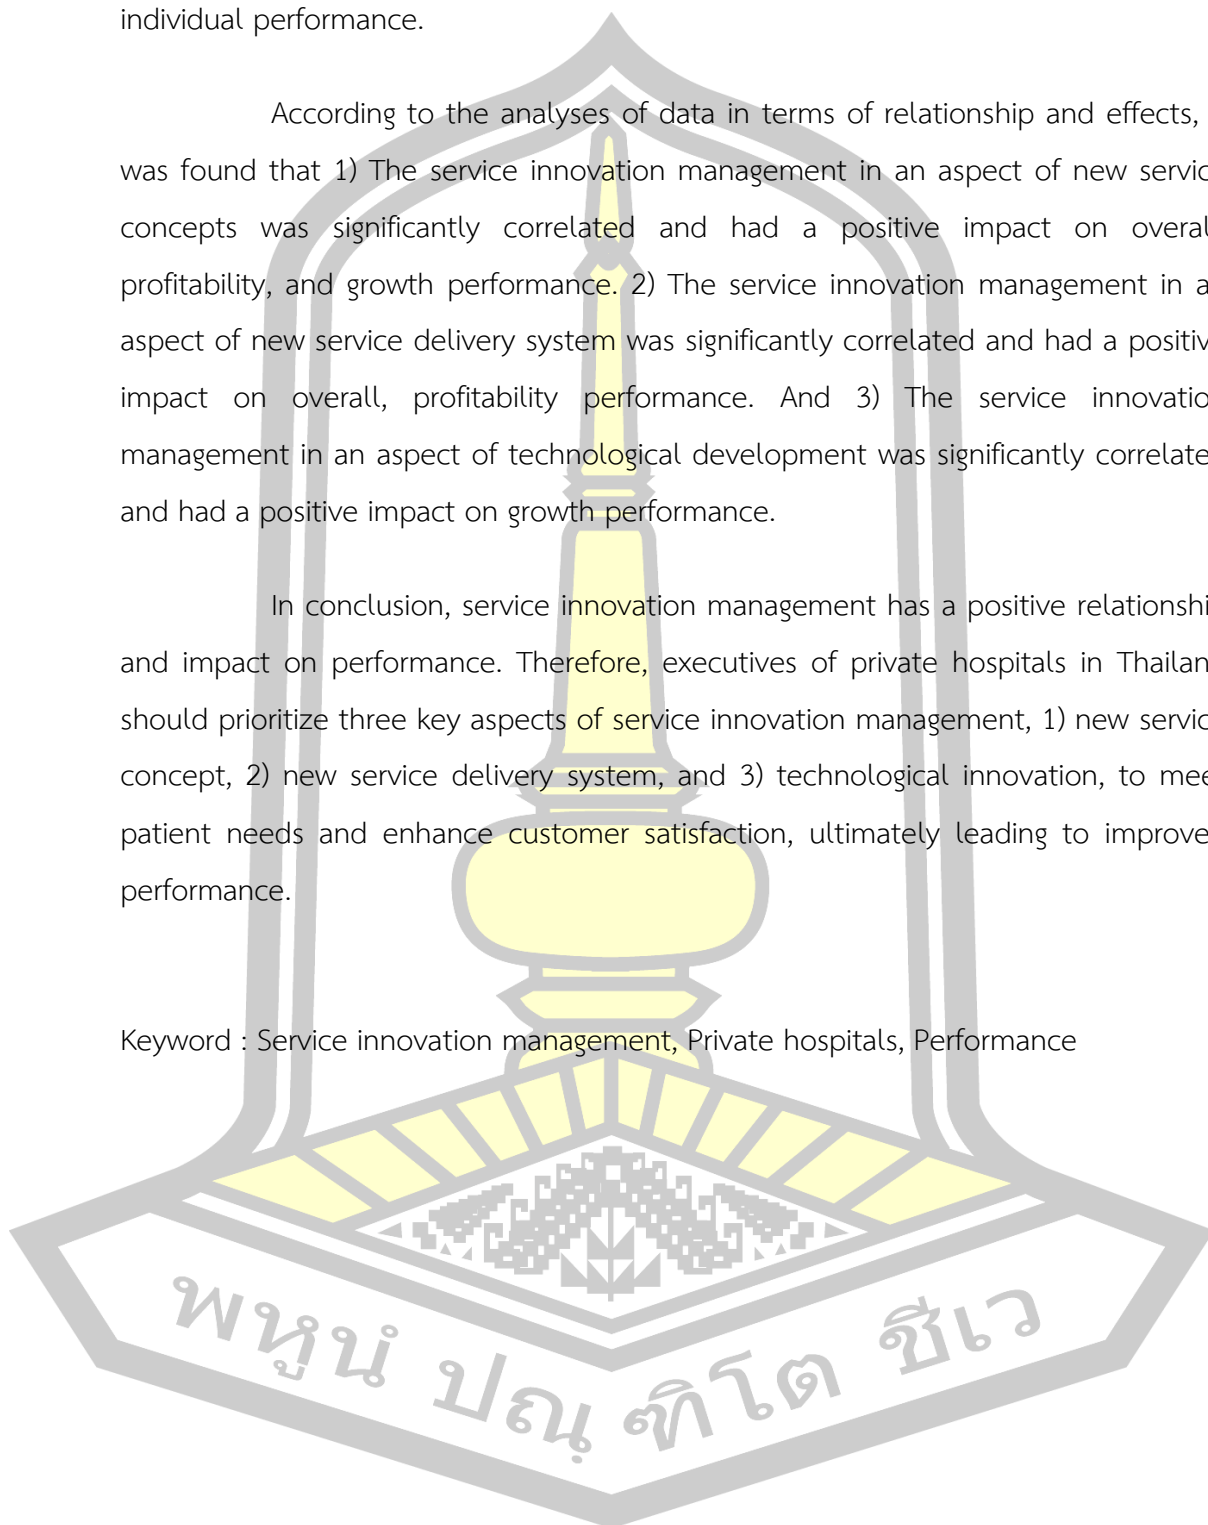 individual performance.
According to the analyses of data in terms of relationship and effects,
was found that 1) The service innovation management in an aspect of new servic
concepts was significantly correlated and had a positive impact on overal
profitability, and growth performance. 2) The service innovation management in a
aspect of new service delivery system was significantly correlated and had a positiv
impact on overall, profitability performance. And 3) The service innovatio
management in an aspect of technological development was significantly correlate
and had a positive impact on growth performance.
In conclusion, service innovation management has a positive relationshi
and impact on performance. Therefore, executives of private hospitals in Thailan
should prioritize three key aspects of service innovation management, 1) new servic
concept, 2) new service delivery system, and 3) technological innovation, to mee
patient needs and enhance customer satisfaction, ultimately leading to improve
performance.
Keyword : Service innovation management, Private hospitals, Performance
พหูนํ ปณฺฑิโต ชีเว